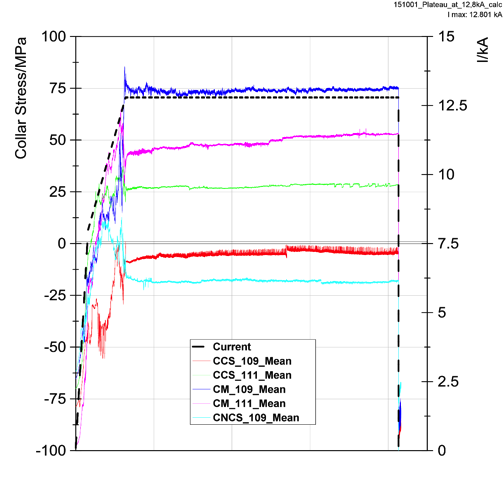 151001_Plateau_at_12,8kA_calc
I max: 12.801 kA
Collar Stress/MPa
I/kA
100
75
50
25
0
-25
-50
-75
-100
15
12.5
10
7.5
5
2.5
0
Current
CCS_109_Mean
CCS_111_Mean
CM_109_Mean
CM_111_Mean
CNCS_109_Mean